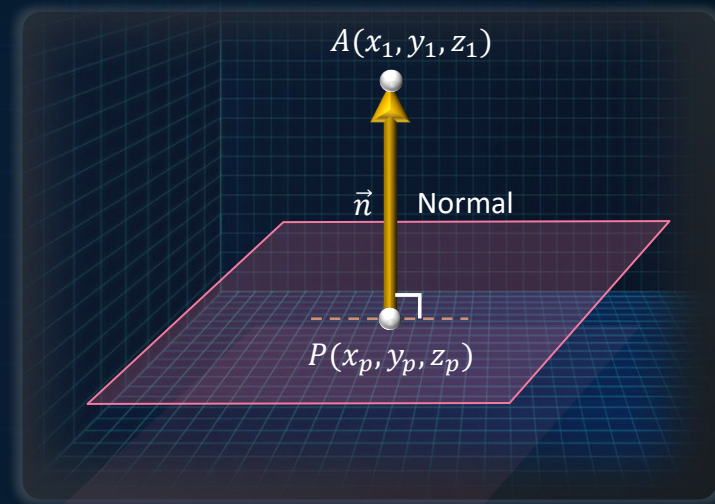 A(x₁, y₁, z₁)
n⃗ Normal
P(xₚ, yₚ, zₚ)